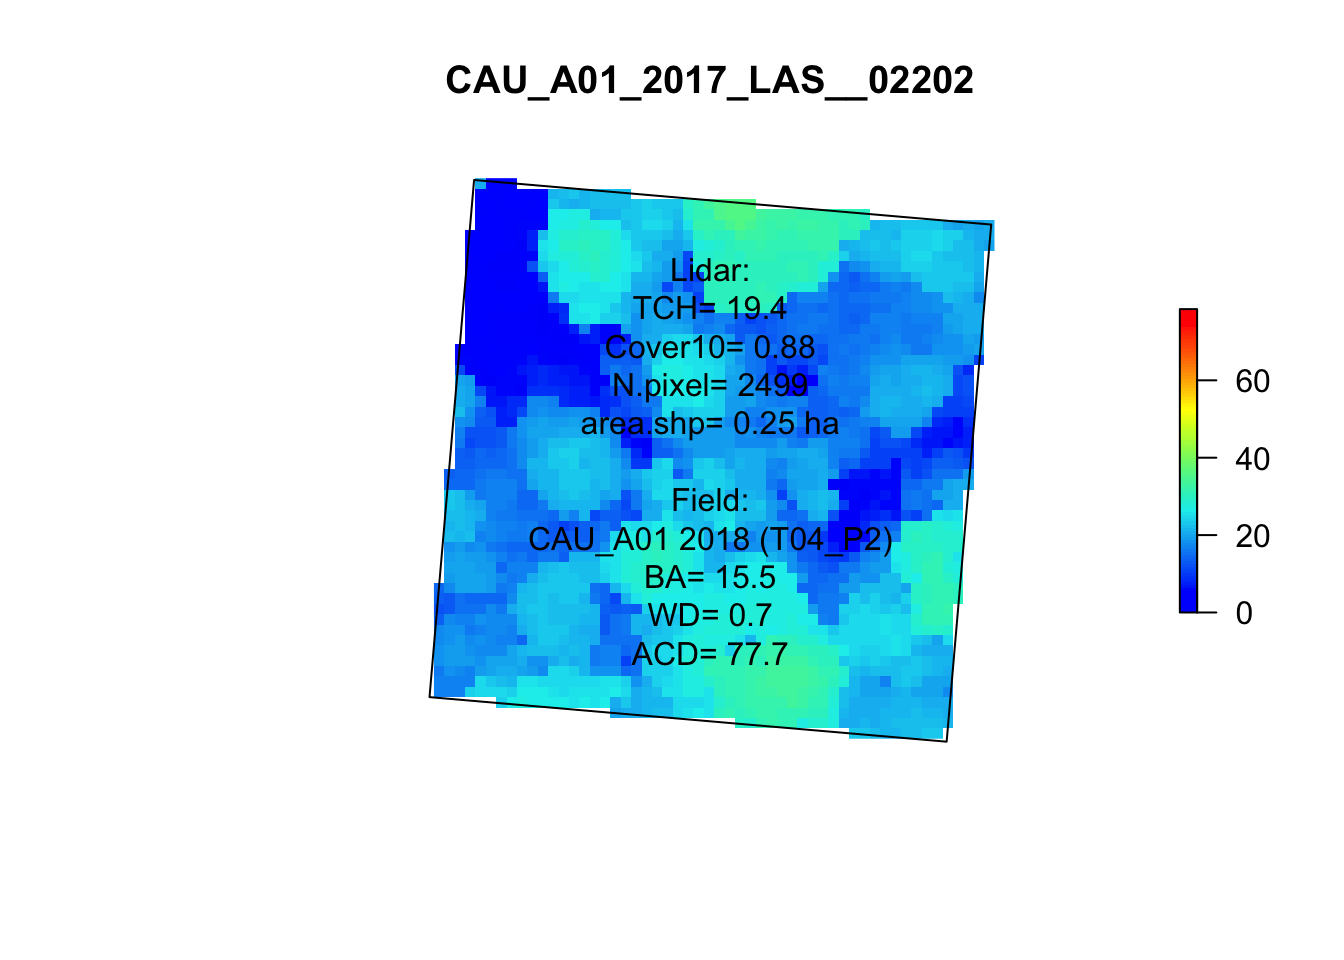 CAU_A01_2017_LAS__02202
Lidar:
TCH= 19.4
Cover10= 0.88
N.pixel= 2499
area.shp= 0.25 ha
Field:
CAU_A01 2018 (T04_P2)
BA= 15.5
WD= 0.7
ACD= 77.7
60
40
20
0